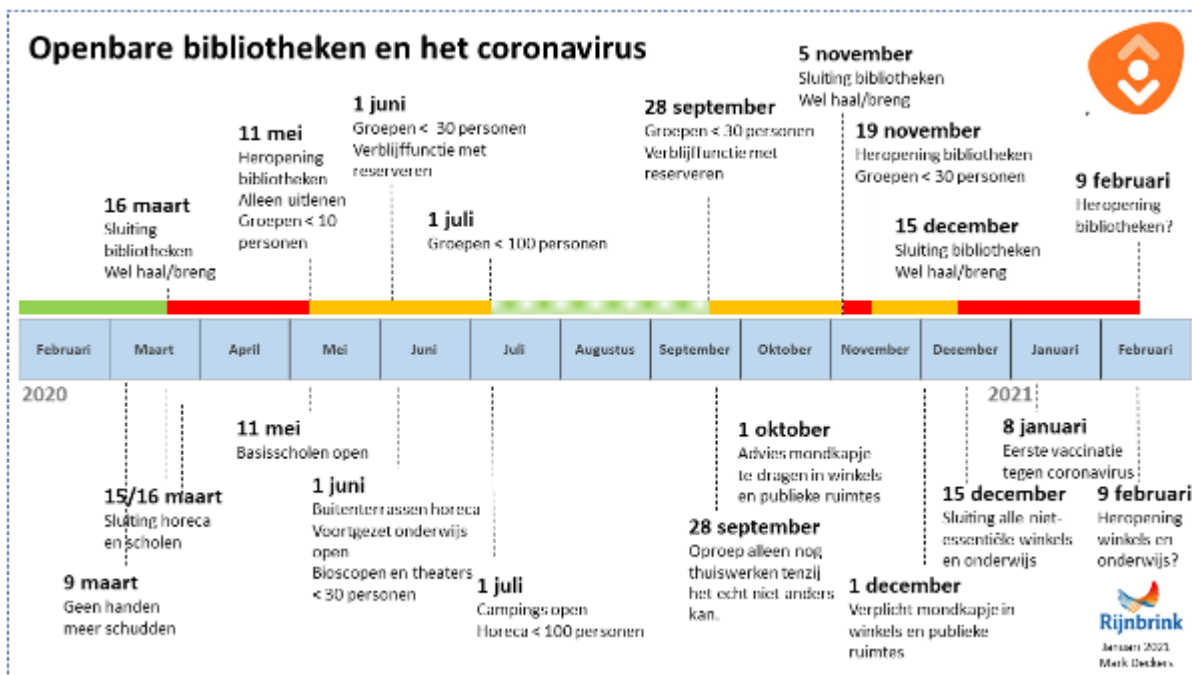 Openbare bibliotheken en het coronavirus
16 maart
Sluiting
bibliotheken
Wel haal/breng
11 mei
Heropening
bibliotheken
Alleen uitlenen
Groepen < 10
personen
1 juni
Groepen < 30 personen
Verblijffunctie met
reserveren
1 juli
Groepen < 100 personen
28 september
Groepen < 30 personen
Verblijffunctie met
reserveren
5 november
Sluiting bibliotheken
Wel haal/breng
19 november
Heropening bibliotheken
Groepen < 30 personen
15 december
Sluiting bibliotheken
Wel haal/breng
9 februari
Heropening
bibliotheken?
Februari Maart April Mei Juni Juli Augustus September Oktober November December Januari Februari
2020 2021
9 maart
Geen handen
meer schudden
15/16 maart
Sluiting horeca
en scholen
11 mei
Basisscholen open
1 juni
Buitenterrassen horeca
Voortgezet onderwijs
open
Bioscopen en theaters
< 30 personen
1 juli
Campings open
Horeca < 100 personen
28 september
Oproep alleen nog
thuiswerken tenzij
het echt niet anders
kan.
1 oktober
Advies mondkapje
te dragen in winkels
en publieke ruimtes
1 december
Verplicht mondkapje in
winkels en publieke
ruimtes
15 december
Sluiting alle niet-
essentiële winkels
en onderwijs
8 januari
Eerste vaccinatie
tegen coronavirus
9 februari
Heropening
winkels en
onderwijs?
Rijnbrink
Januari 2021
Mark Deckers